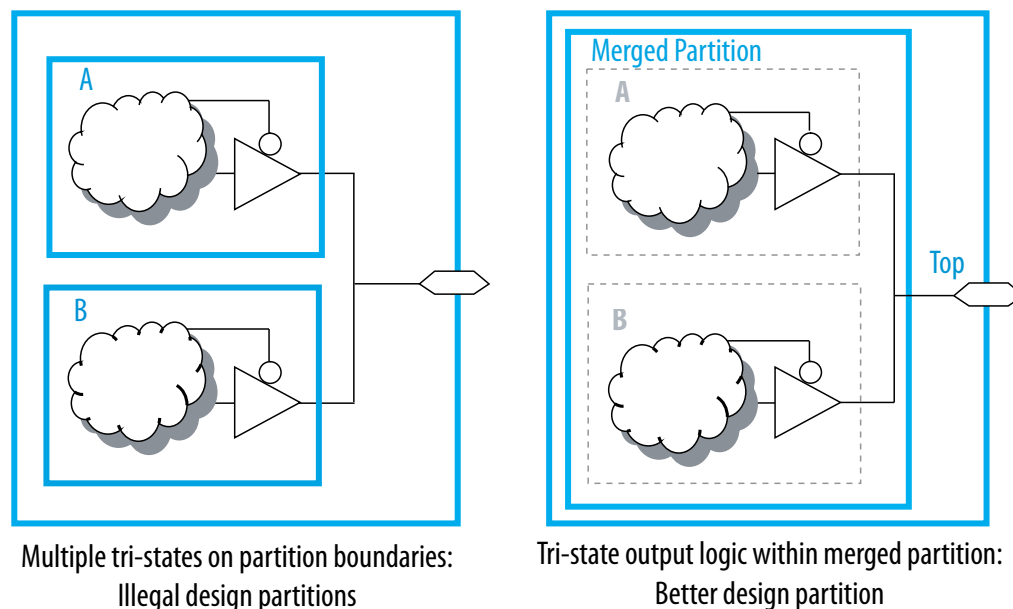 A
B
Multiple tri-states on partition boundaries:
Illegal design partitions
Merged Partition
A
B
Top
Tri-state output logic within merged partition:
Better design partition